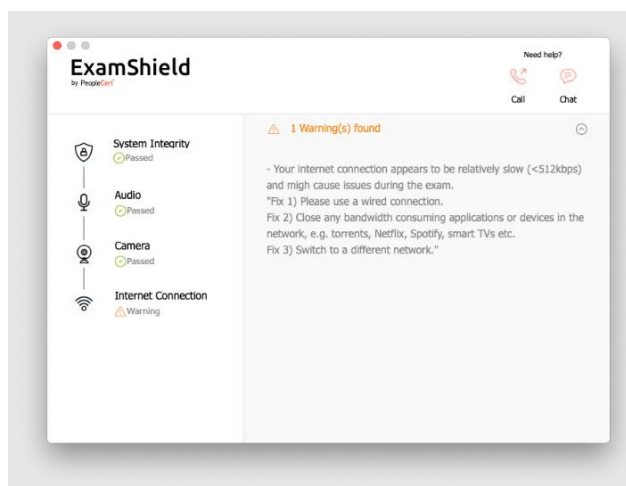 Need help?
ExamShield
by PeopleCert
Call
Chat
1 Warning(s) found
System Integrity
Passed
Audio
Passed
Camera
Passed
Internet Connection
Warning
- Your internet connection appears to be relatively slow (<512kbps)
and migh cause issues during the exam.
"Fix 1) Please use a wired connection.
Fix 2) Close any bandwidth consuming applications or devices in the
network, e.g. torrents, Netflix, Spotify, smart TVs etc.
Fix 3) Switch to a different network."